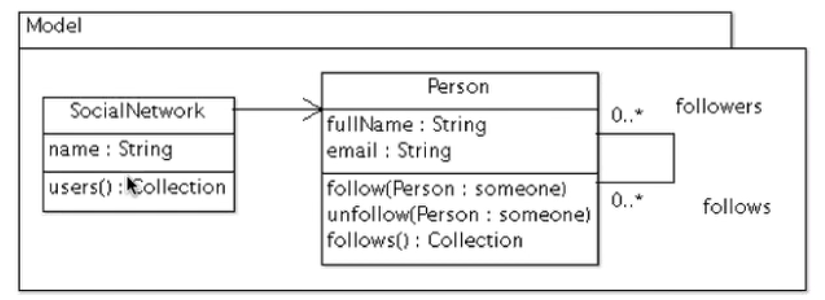 Model
SocialNetwork
name : String
users() : Collection
Person
fullName : String
email : String
follow(Person : someone)
unfollow(Person : someone)
follows() : Collection
0..*
followers
0..*
follows